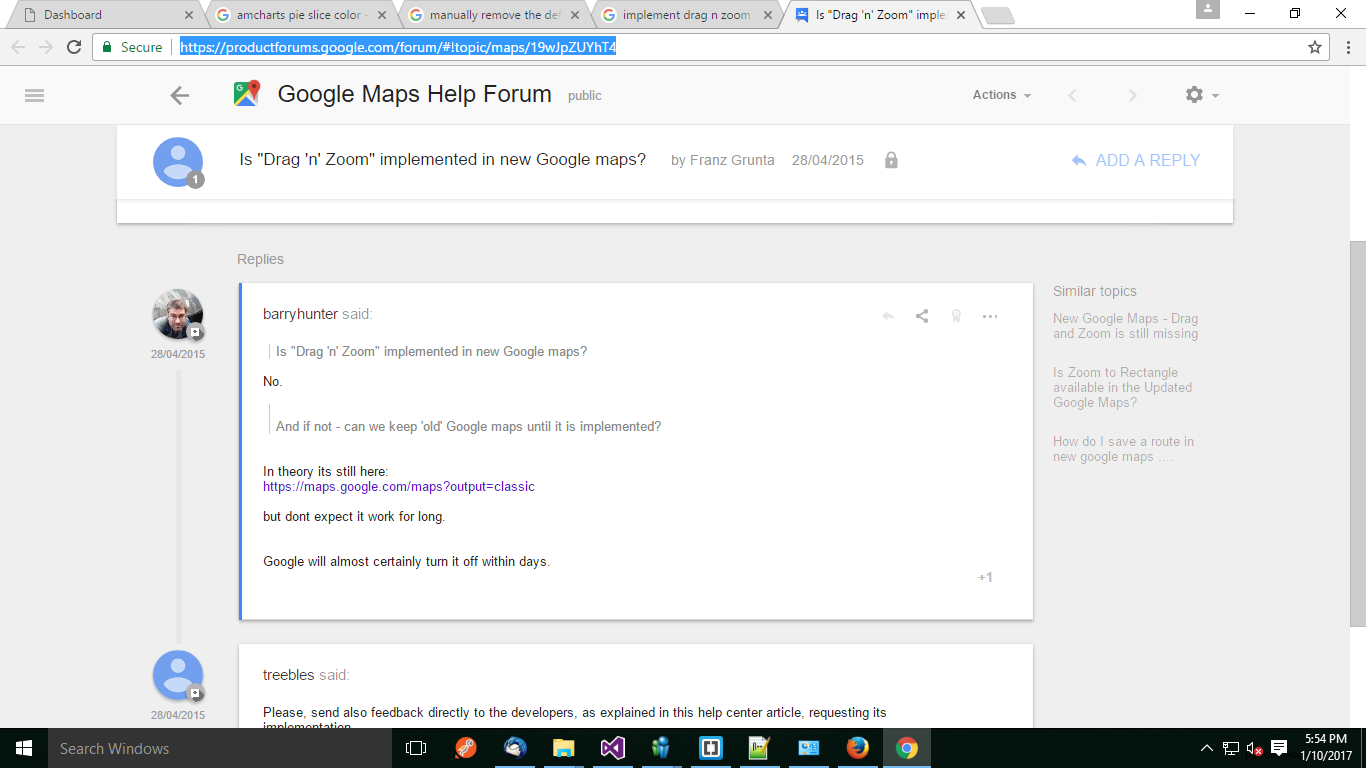 Dashboard
amcharts pie slice color -
manually remove the def
implement drag n zoom
Is "Drag 'n' Zoom" imple
Secure
https://productforums.google.com/forum/#!topic/maps/19wJpZUYhT4
Google Maps Help Forum
public
Actions
1
Is "Drag 'n' Zoom" implemented in new Google maps?
by Franz Grunta
28/04/2015
ADD A REPLY
Replies
28/04/2015
barryhunter said:
Is "Drag 'n' Zoom" implemented in new Google maps?
No.
And if not - can we keep 'old' Google maps until it is implemented?
In theory its still here:
https://maps.google.com/maps?output=classic
but dont expect it work for long.
Google will almost certainly turn it off within days.
+1
Similar topics
New Google Maps - Drag
and Zoom is still missing
Is Zoom to Rectangle
available in the Updated
Google Maps?
How do I save a route in
new google maps ....
28/04/2015
treebles said:
Please, send also feedback directly to the developers, as explained in this help center article, requesting its
implementation
Search Windows
5:54 PM
1/10/2017